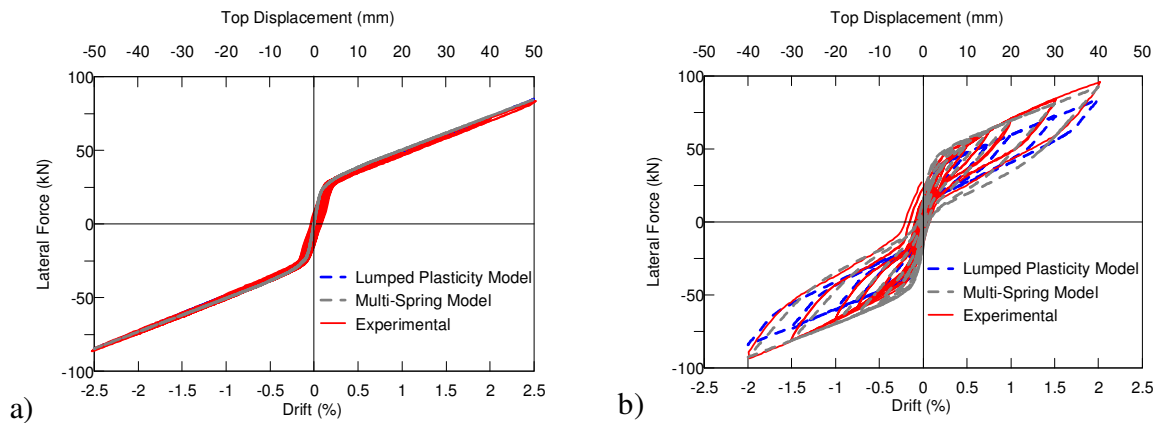 Top Displacement (mm)
-50 -40 -30 -20 -10 0 10 20 30 40 50
100
50
0
-50
-100
Lateral Force (kN)
Lumped Plasticity Model
Multi-Spring Model
Experimental
-2.5 -2 -1.5 -1 -0.5 0 0.5 1 1.5 2 2.5
Drift (%)
a)
Top Displacement (mm)
-50 -40 -30 -20 -10 0 10 20 30 40 50
100
50
0
-50
-100
Lateral Force (kN)
Lumped Plasticity Model
Multi-Spring Model
Experimental
-2.5 -2 -1.5 -1 -0.5 0 0.5 1 1.5 2 2.5
Drift (%)
b)